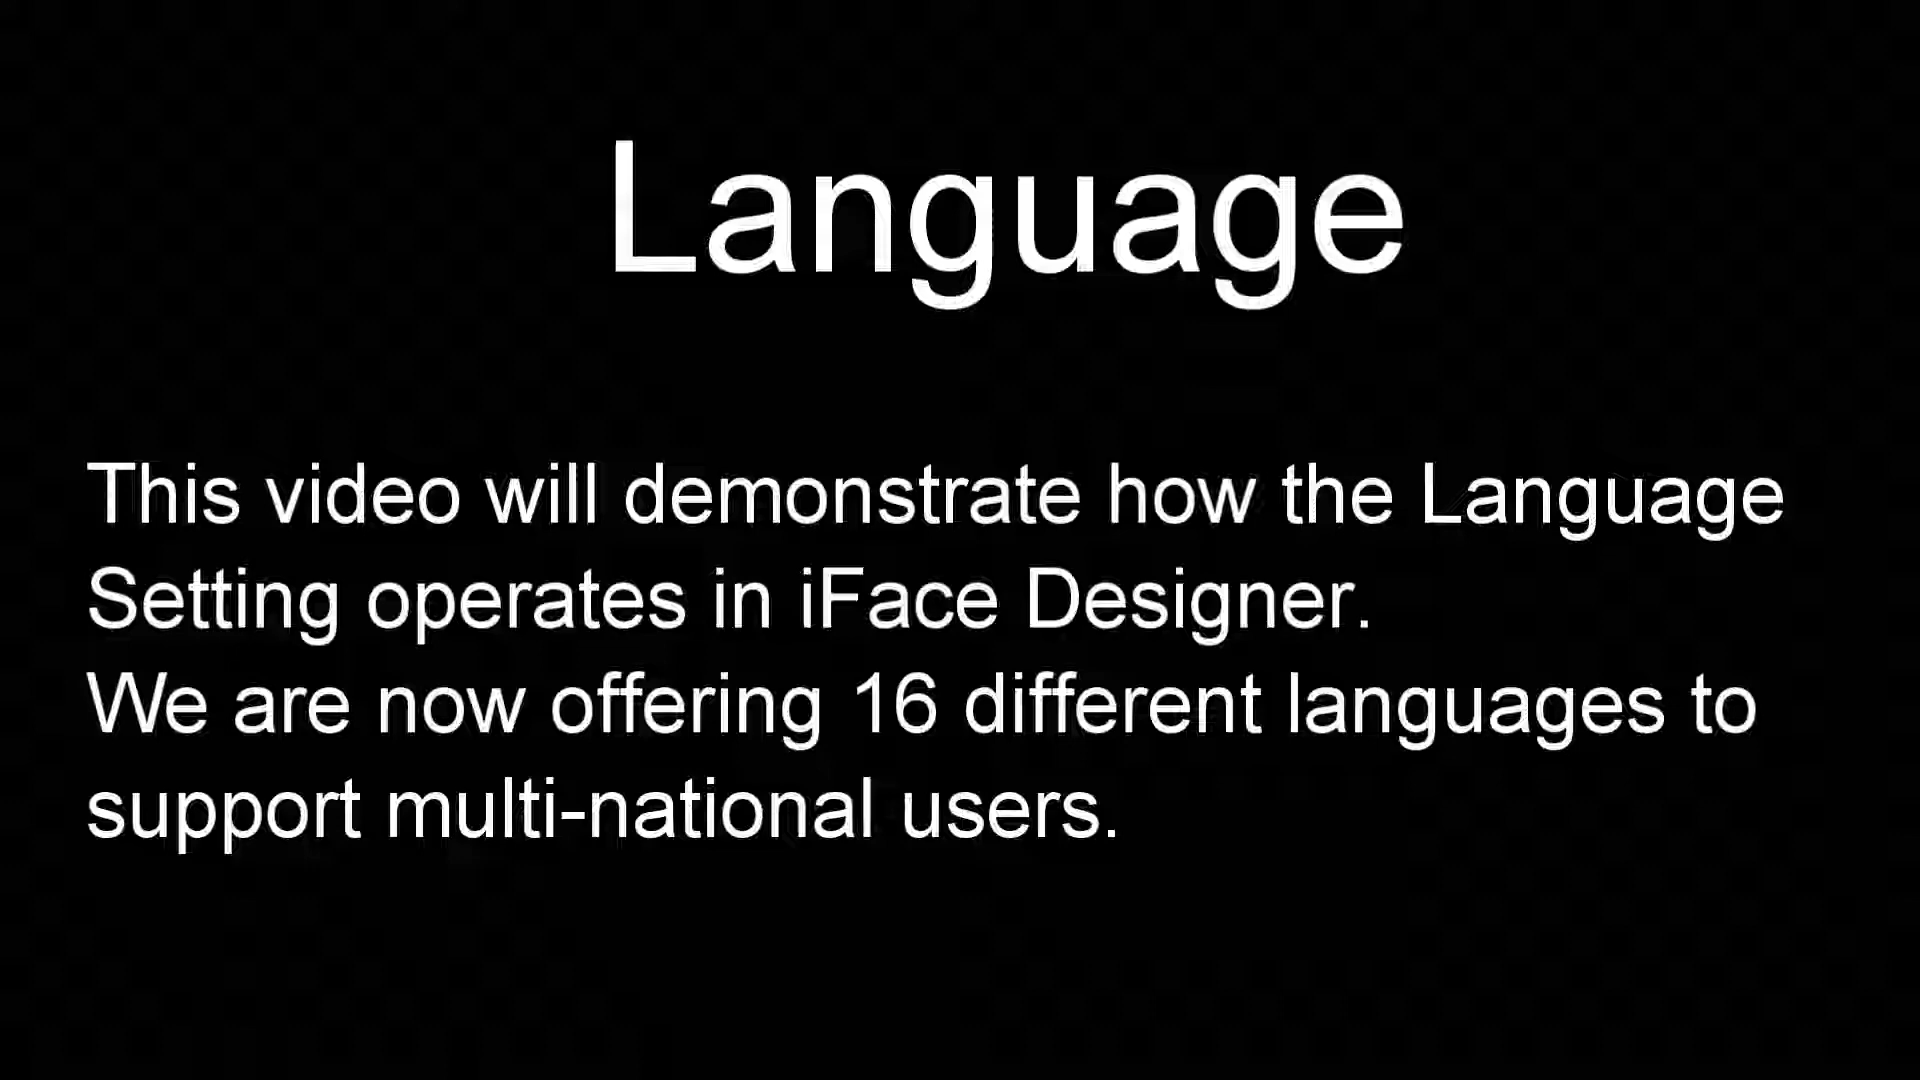 Language
This video will demonstrate how the Language
Setting operates in iFace Designer.
We are now offering 16 different languages to
support multi-national users.